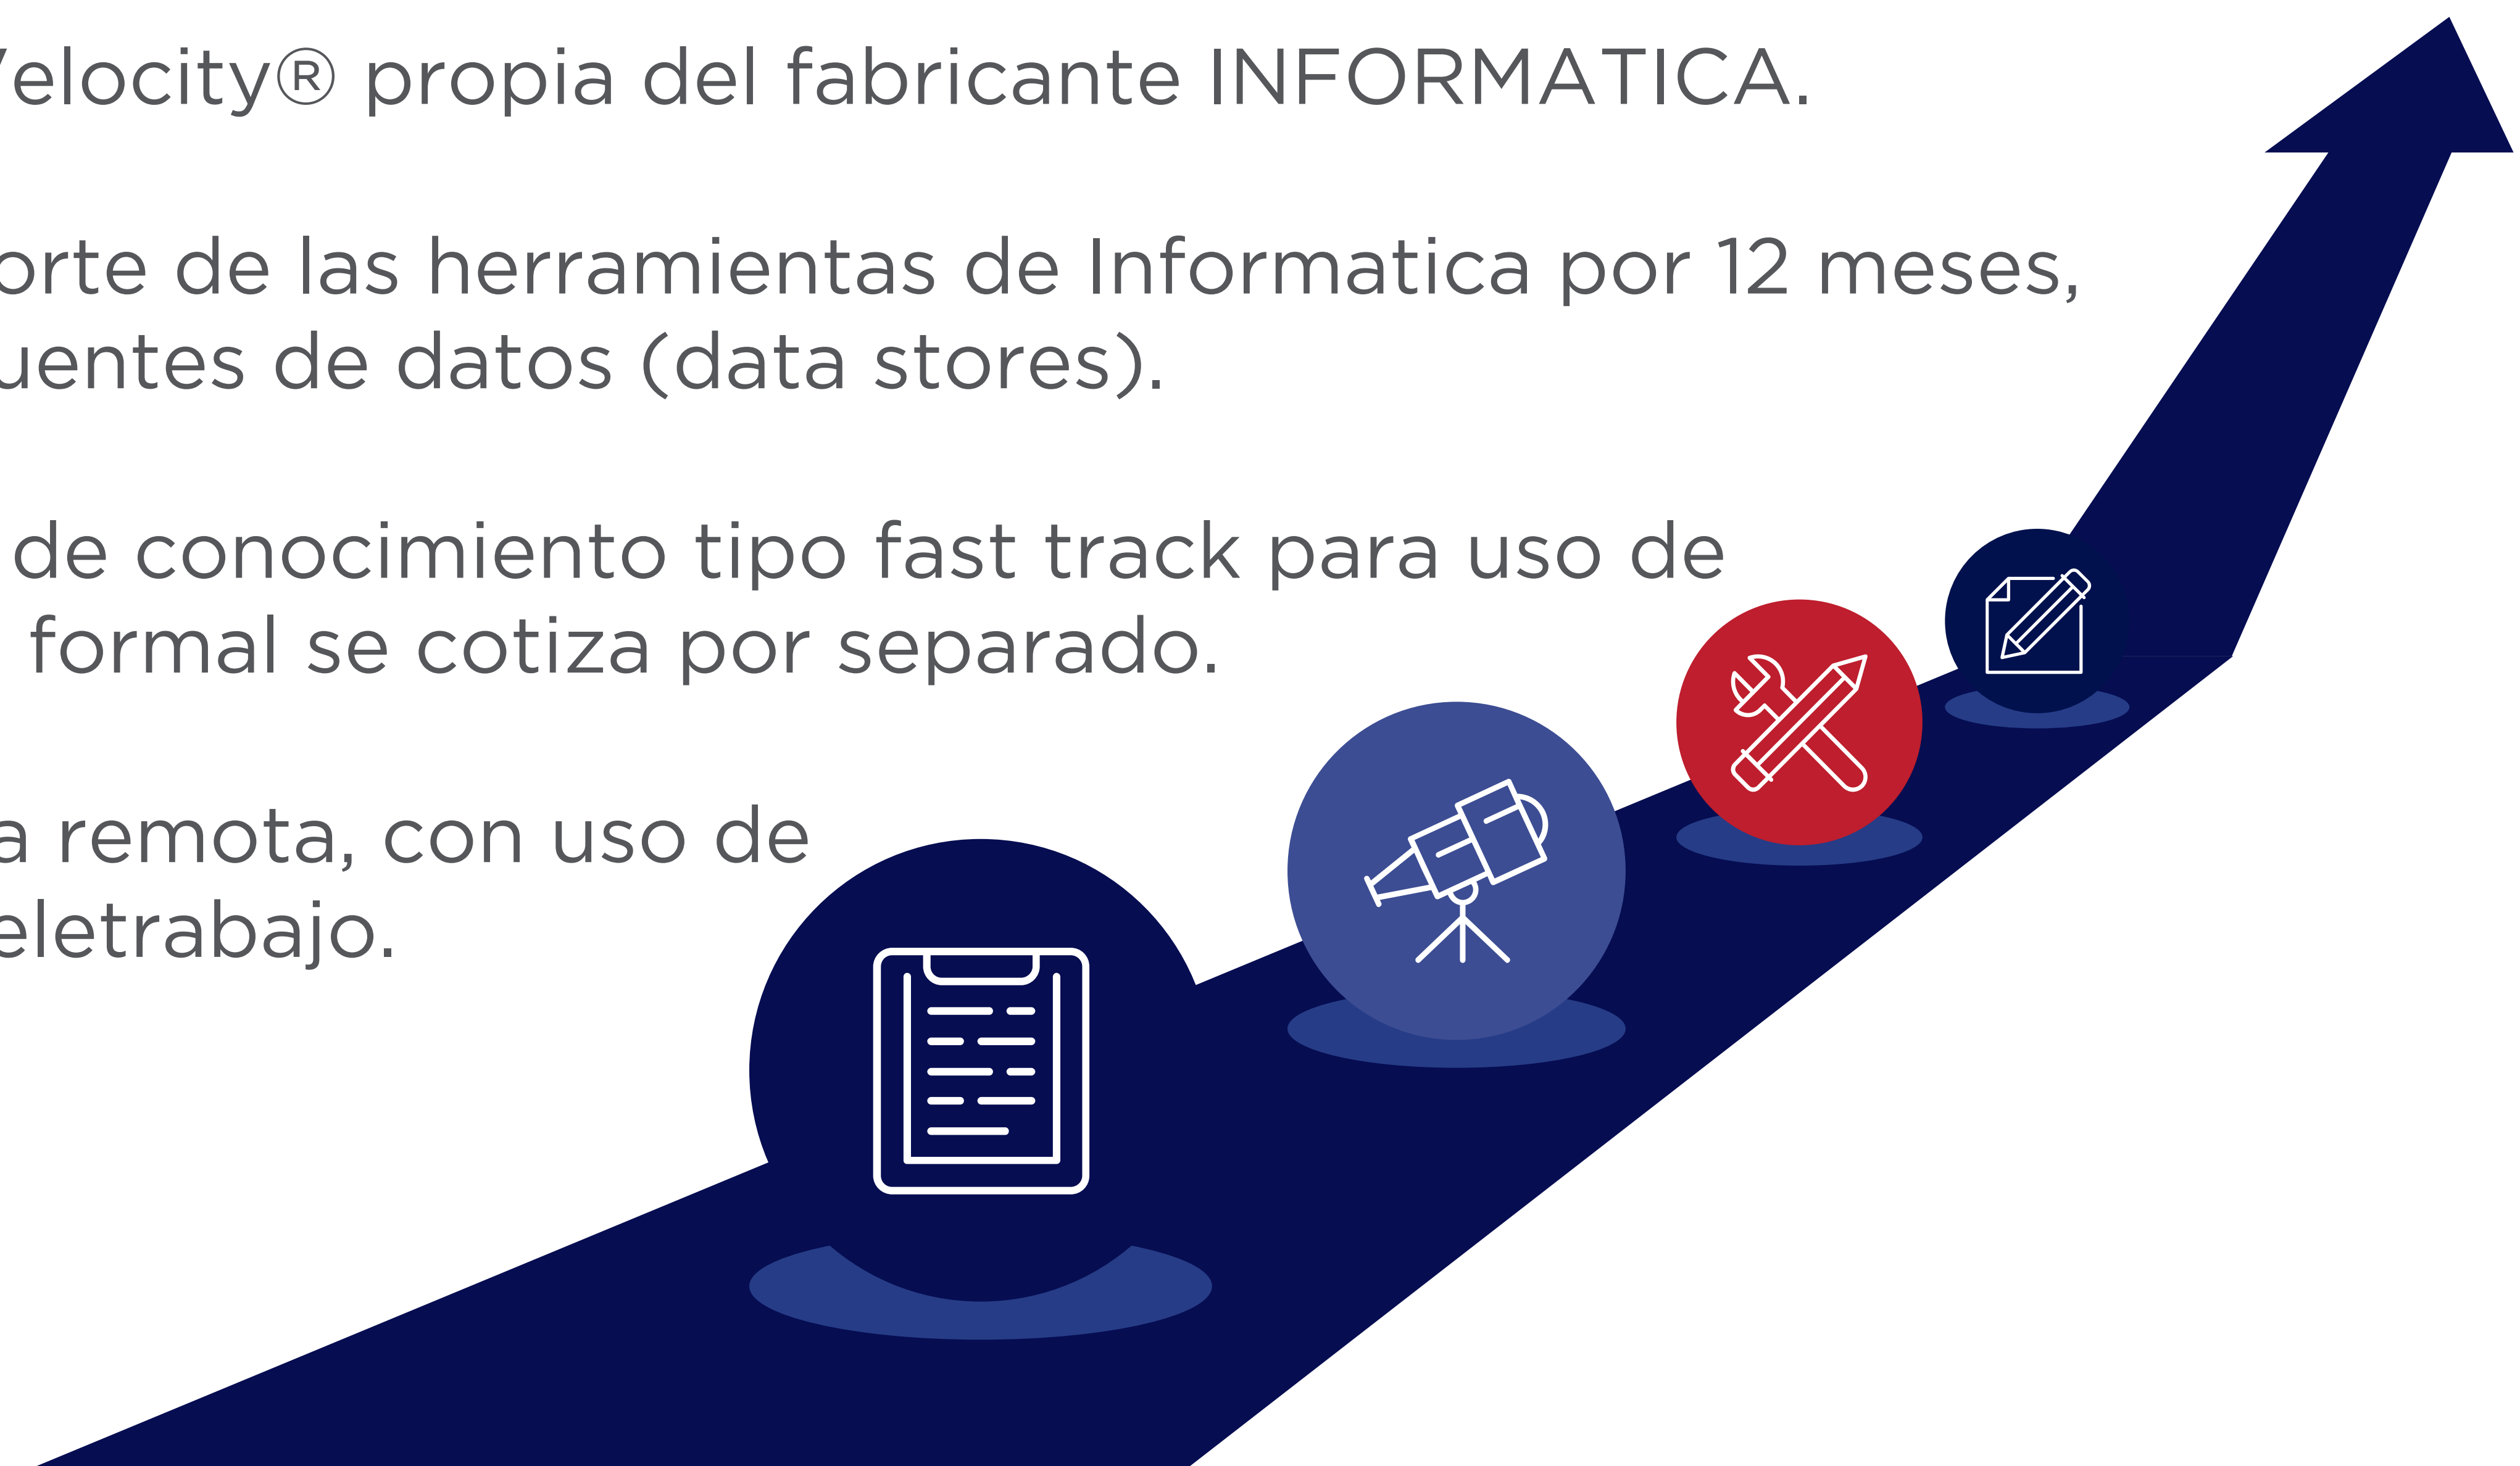 Velocity® propia del fabricante INFORMATICA.
orte de las herramientas de Informatica por 12 meses,
uentes de datos (data stores).
de conocimiento tipo fast track para uso de
formal se cotiza por separado.
a remota, con uso de
eletrabajo.